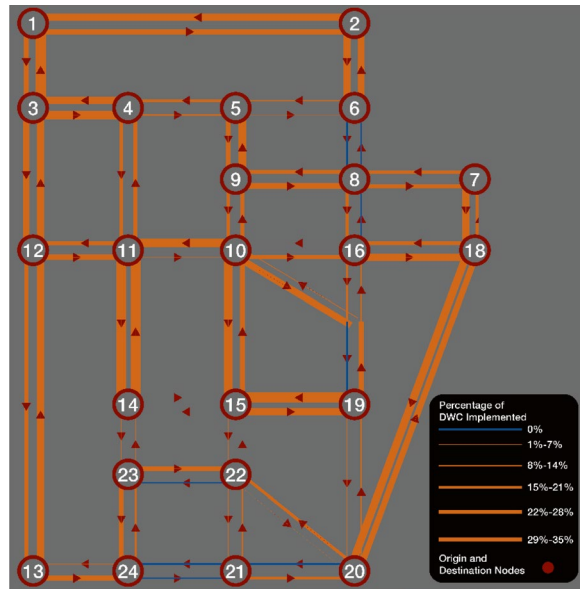 1 2
3 4 5 6
9 8 7
12 11 10 16 18
14 15 19
23 22
13 24 21 20
Percentage of
DWC Implemented
0%
1%-7%
8%-14%
15%-21%
22%-28%
29%-35%
Origin and
Destination Nodes